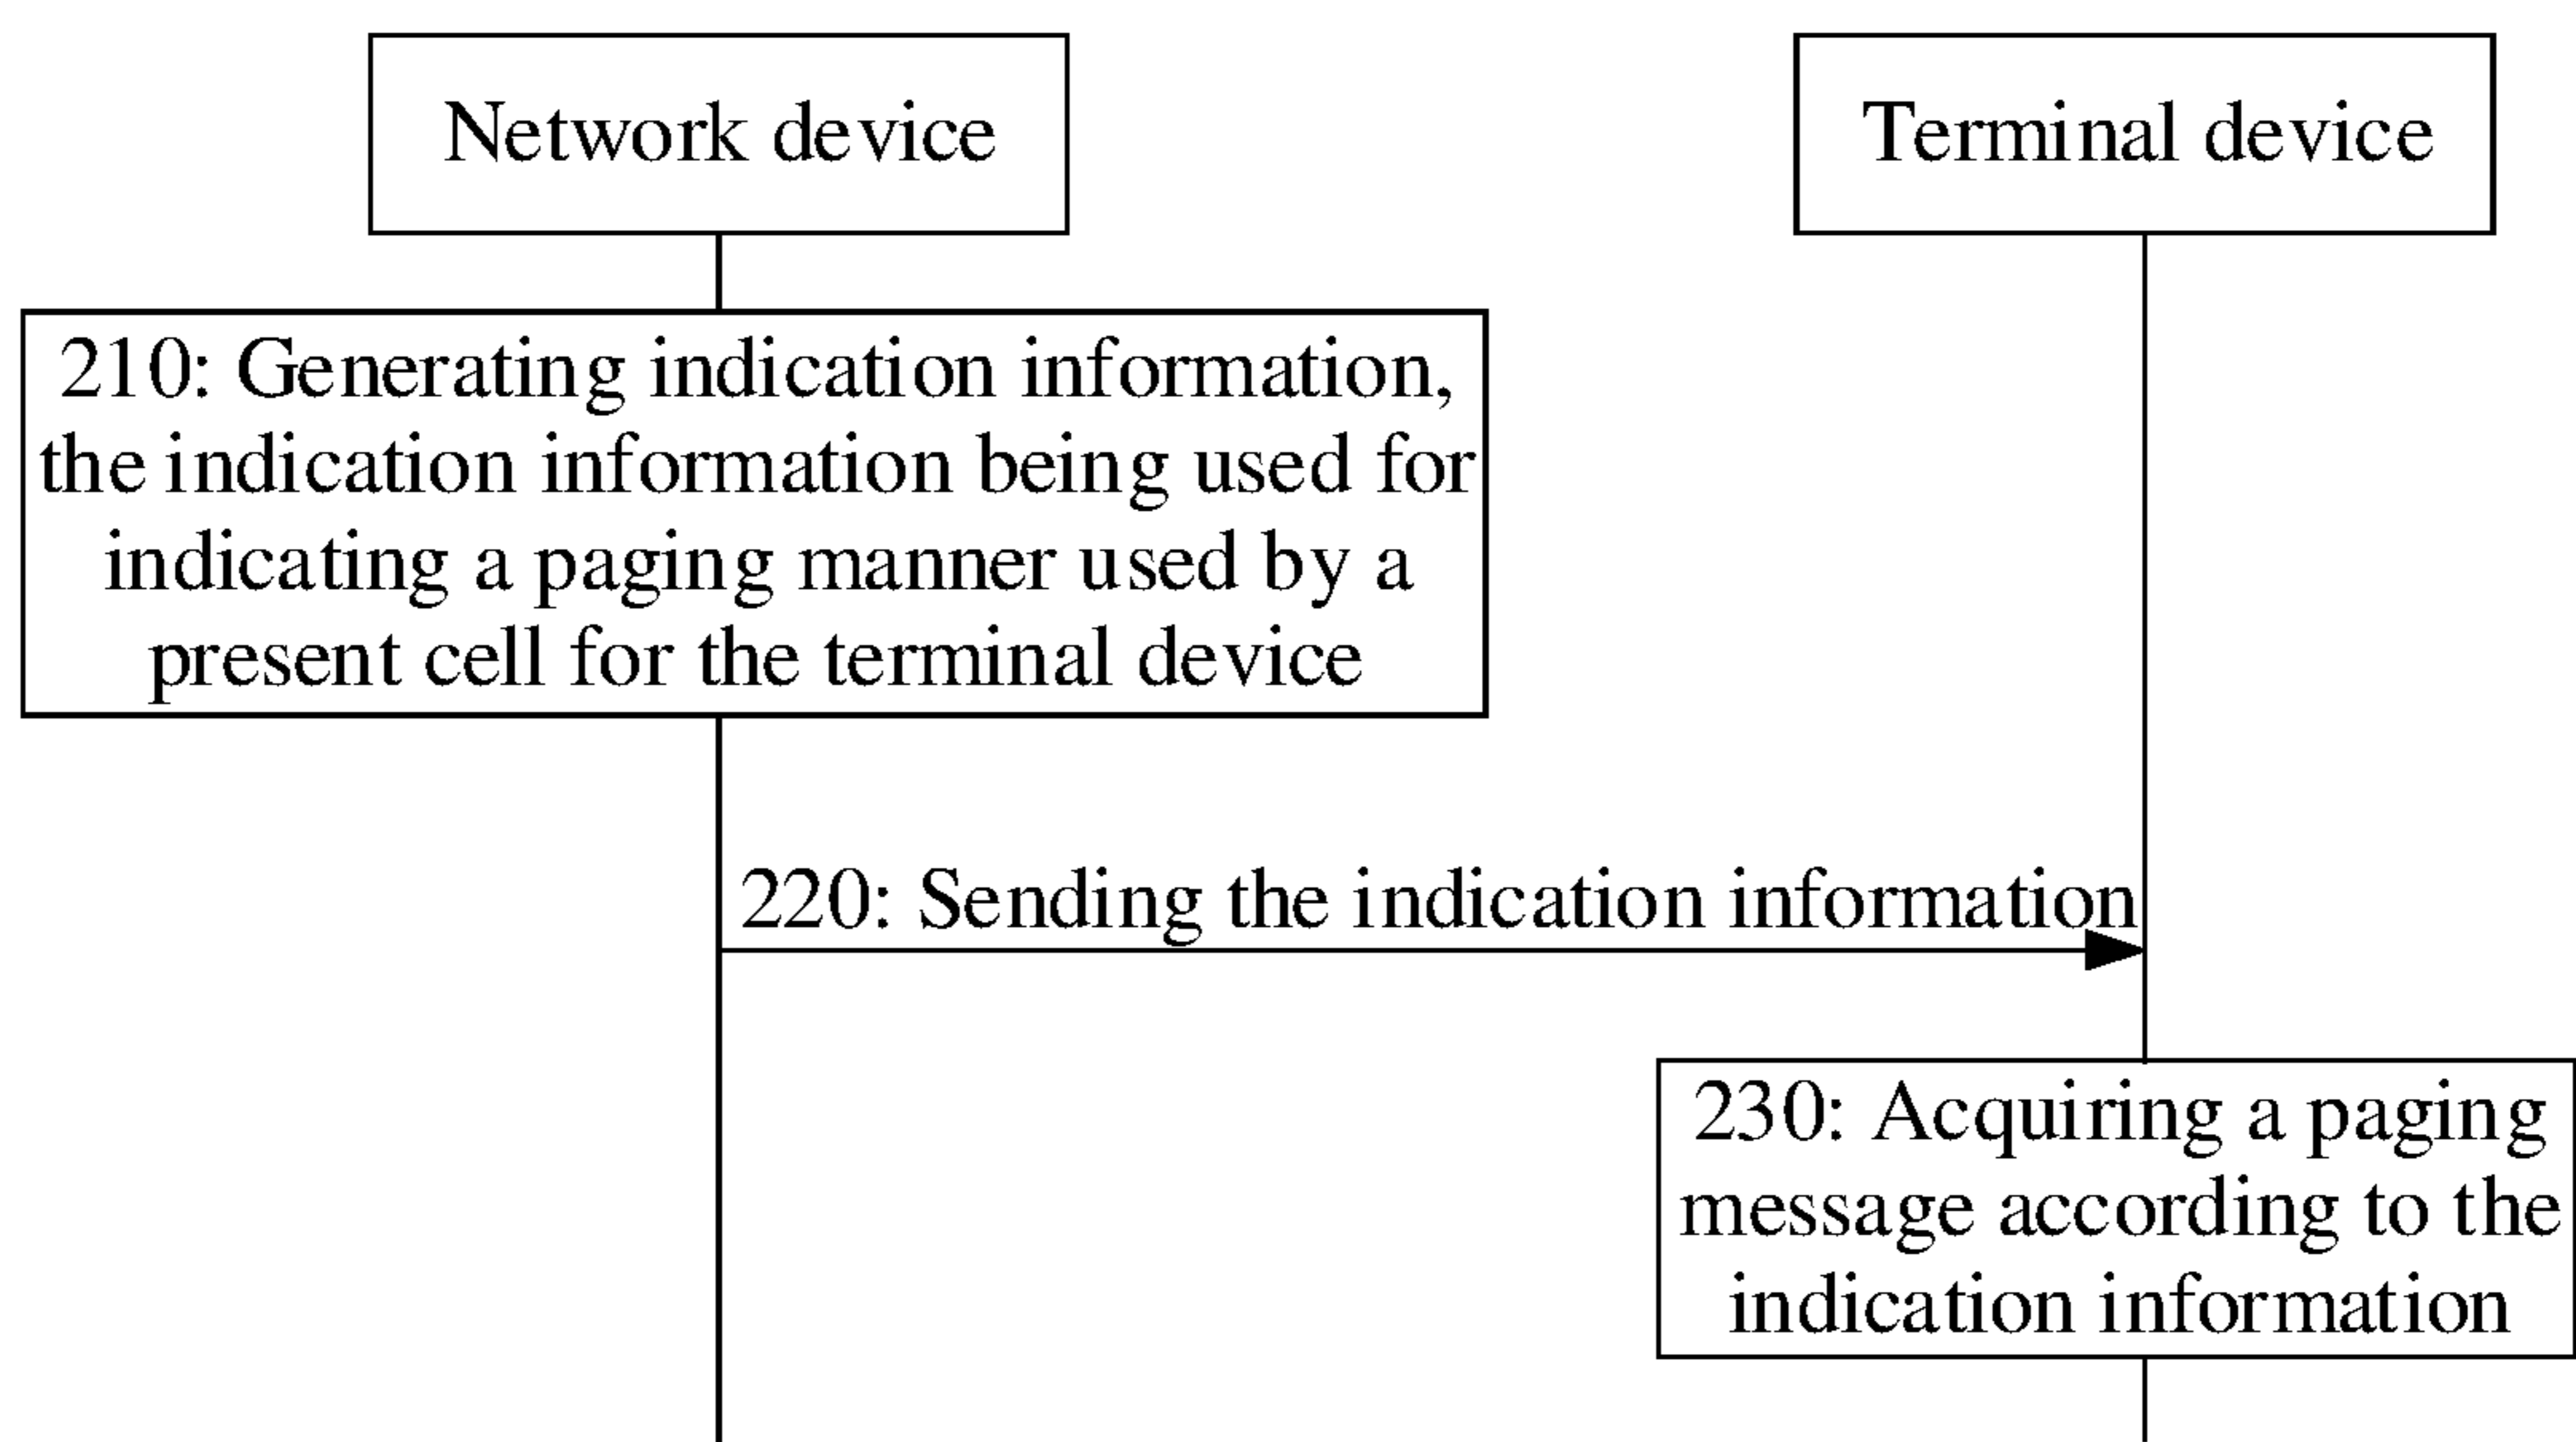 Network device
Terminal device
210: Generating indication information,
the indication information being used for
indicating a paging manner used by a
present cell for the terminal device
220: Sending the indication information
230: Acquiring a paging
message according to the
indication information